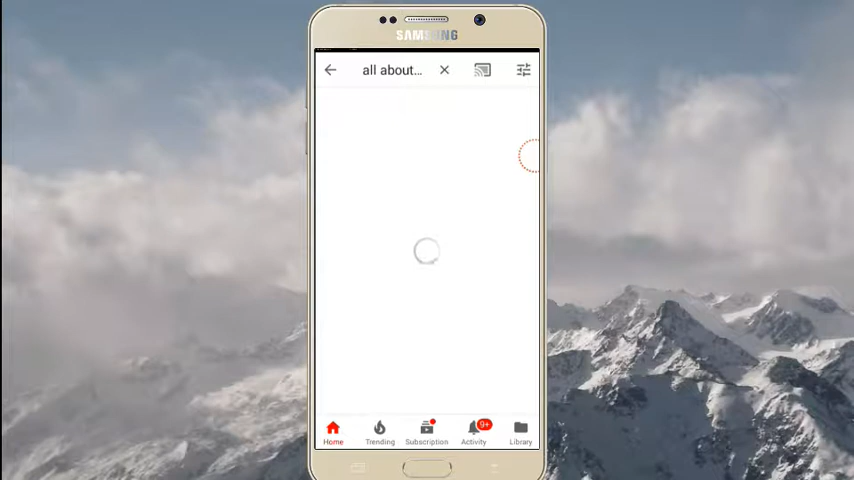 SAMSUNG
all about...
9+
Home
Trending
Subscription
Activity
Library